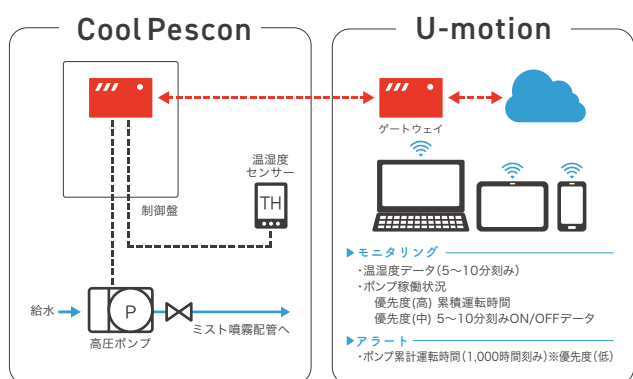 Cool Pescon
U-motion
ゲートウェイ
温湿度
センサー
TH
制御盤
給水
P
高圧ポンプ
ミスト噴霧配管へ
▶モニタリング
・温湿度データ(5〜10分刻み)
・ポンプ稼働状況
優先度(高) 累積運転時間
優先度(中) 5〜10分刻みON/OFFデータ
▶アラート
・ポンプ累計運転時間(1,000時間刻み)※優先度(低)